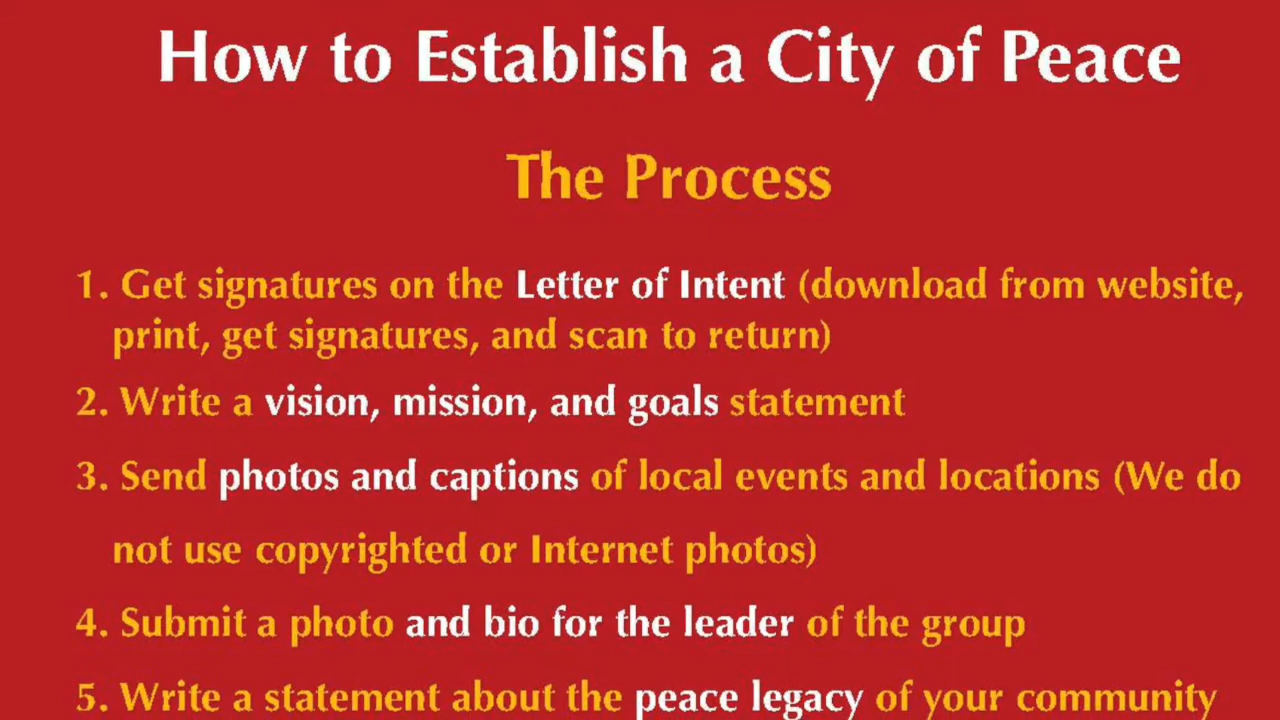 How to Establish a City of Peace
The Process
1. Get signatures on the Letter of Intent (download from website,
print, get signatures, and scan to return)
2. Write a vision, mission, and goals statement
3. Send photos and captions of local events and locations (We do
not use copyrighted or Internet photos)
4. Submit a photo and bio for the leader of the group
5. Write a statement about the peace legacy of your community